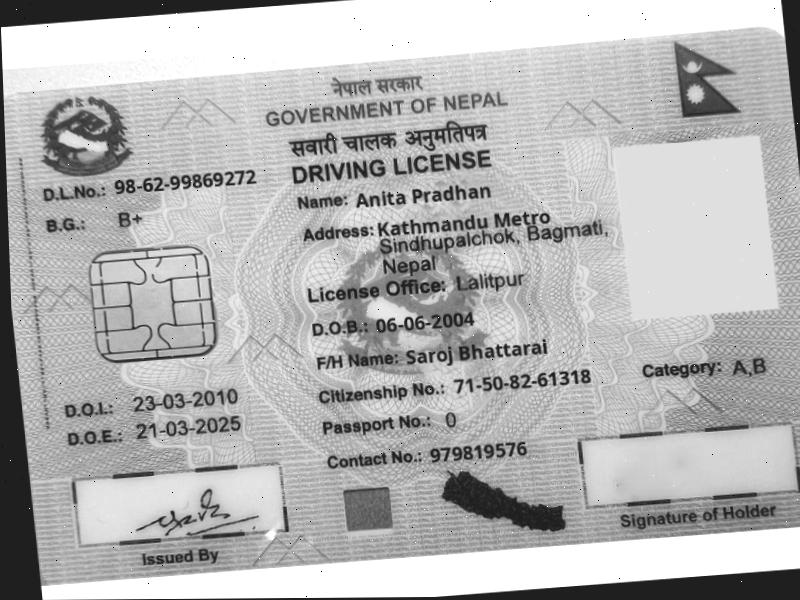 नेपाल सरकार
GOVERNMENT OF NEPAL
सवारी चालक अनुमतिपत्र
DRIVING LICENSE
D.L.No.: 98-62-99869272
B.G.: B+
Name: Anita Pradhan
Address: Kathmandu Metro
Sindhupalchok, Bagmati,
Nepal
License Office: Lalitpur
D.O.B.: 06-06-2004
F/H Name: Saroj Bhattarai
Citizenship No.: 71-50-82-61318
Category: A,B
D.O.I.: 23-03-2010
Passport No.: 0
D.O.E.: 21-03-2025
Contact No.: 979819576
Issued By
Signature of Holder